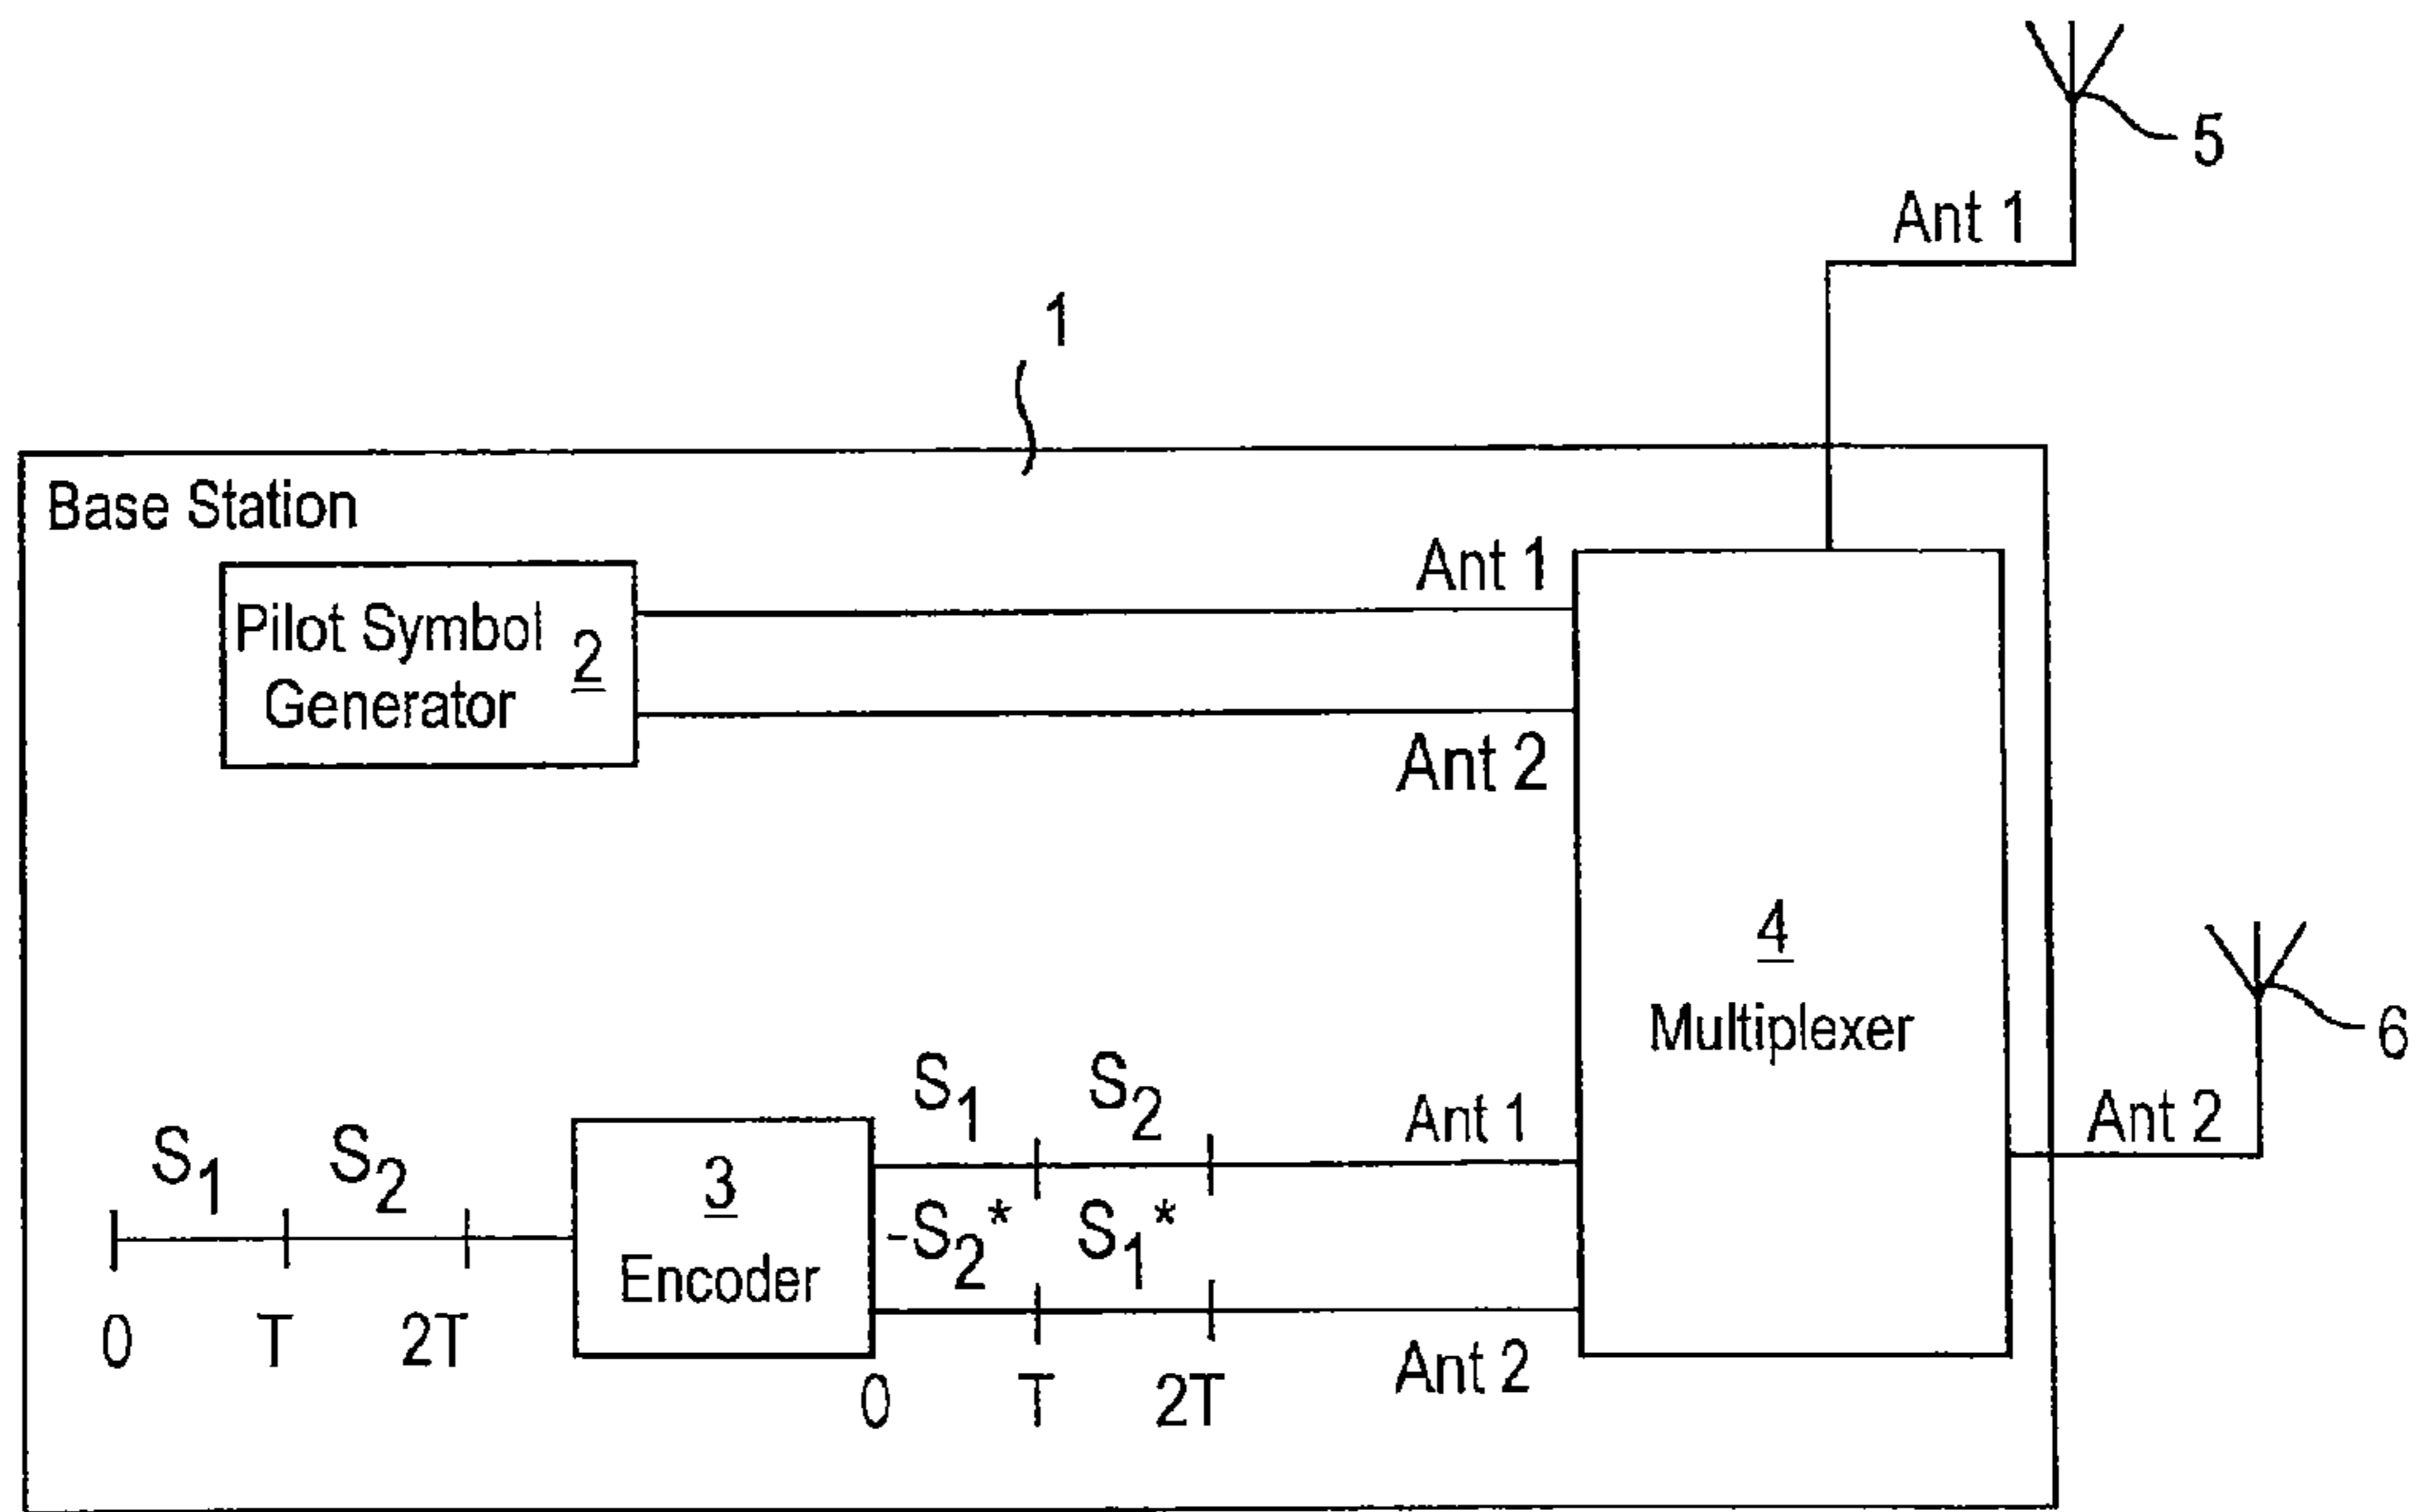 5
Ant 1
1
Base Station
Pilot Symbol
Generator
2
Ant 1
Ant 2
4
Multiplexer
6
Ant 2
S1 S2
0 T 2T
3
Encoder
S1 S2
Ant 1
-S2* S1*
Ant 2
0 T 2T